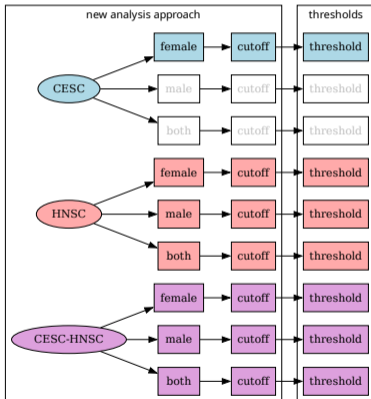 new analysis approach thresholds
female cutoff threshold
CESC male cutoff threshold
both cutoff threshold
female cutoff threshold
HNSC male cutoff threshold
both cutoff threshold
female cutoff threshold
CESC-HNSC male cutoff threshold
both cutoff threshold